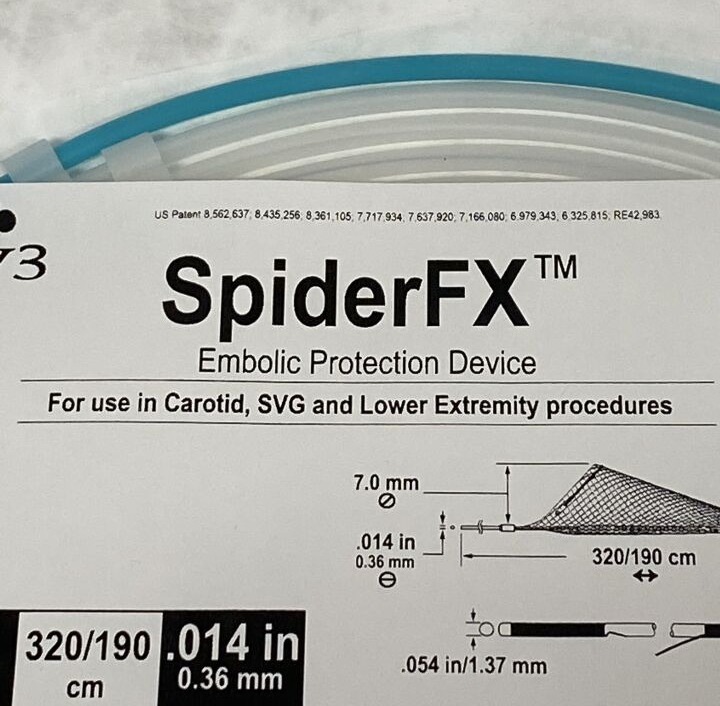 US Patent 8,562,637; 8,435,256; 8,361,105; 7,717,934; 7,637,920; 7,166,080; 6,979,343; 6,325,815; RE42,983
v3
SpiderFX™
Embolic Protection Device
For use in Carotid, SVG and Lower Extremity procedures
7.0 mm
.014 in
0.36 mm
320/190 cm
320/190
cm
.014 in
0.36 mm
.054 in/1.37 mm